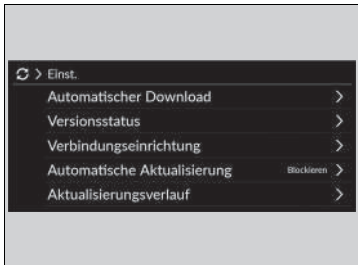 > Einst.
Automatischer Download >
Versionsstatus >
Verbindungseinrichtung >
Automatische Aktualisierung Blockieren >
Aktualisierungsverlauf >